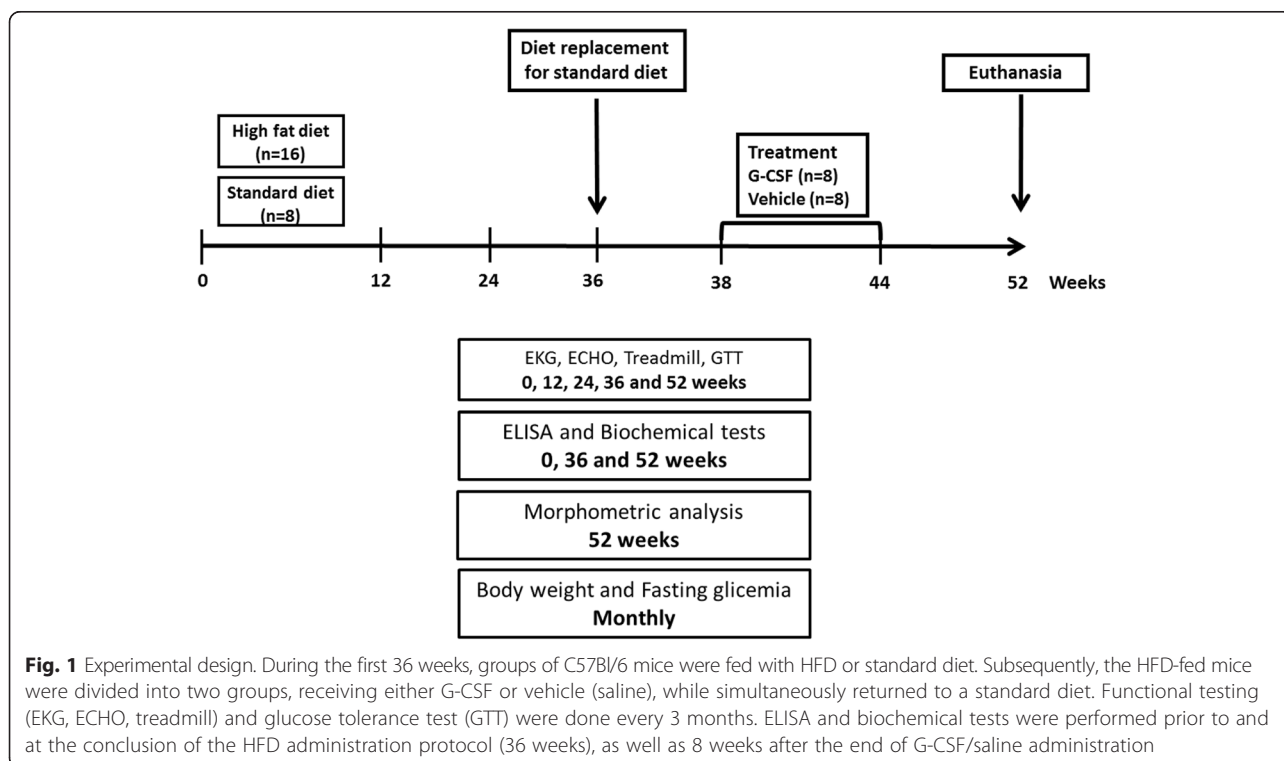 Diet replacement
for standard diet
Euthanasia
High fat diet
(n=16)
Standard diet
(n=8)
Treatment
G-CSF (n=8)
Vehicle (n=8)
0 12 24 36 38 44 52 Weeks
EKG, ECHO, Treadmill, GTT
0, 12, 24, 36 and 52 weeks
ELISA and Biochemical tests
0, 36 and 52 weeks
Morphometric analysis
52 weeks
Body weight and Fasting glicemia
Monthly
Fig. 1 Experimental design. During the first 36 weeks, groups of C57Bl/6 mice were fed with HFD or standard diet. Subsequently, the HFD-fed mice
were divided into two groups, receiving either G-CSF or vehicle (saline), while simultaneously returned to a standard diet. Functional testing
(EKG, ECHO, treadmill) and glucose tolerance test (GTT) were done every 3 months. ELISA and biochemical tests were performed prior to and
at the conclusion of the HFD administration protocol (36 weeks), as well as 8 weeks after the end of G-CSF/saline administration